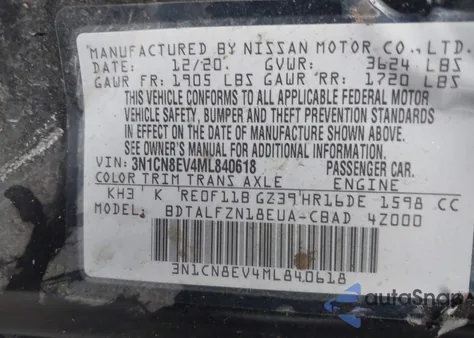 MANUFACTURED BY NISSAN MOTOR CO., LTD.
DATE: 12/20 GVWR: 3624 LBS
GAWR FR: 1905 LBS GAWR RR: 1720 LBS
THIS VEHICLE CONFORMS TO ALL APPLICABLE FEDERAL MOTOR
VEHICLE SAFETY, BUMPER AND THEFT PREVENTION STANDARDS
IN EFFECT ON THE DATE OF MANUFACTURE SHOWN ABOVE.
SEE OWNER'S MANUAL FOR ADDITIONAL INFORMATION.
VIN: 3N1CN8EV4ML840618 PASSENGER CAR.
COLOR TRIM TRANS AXLE ENGINE
KH3 K RE0F11B GZ39 HR16DE 1598 CC
MODEL: BDTALFZN18EUA-CBAD 4Z000
3N1CN8EV4ML840618
autoSnap